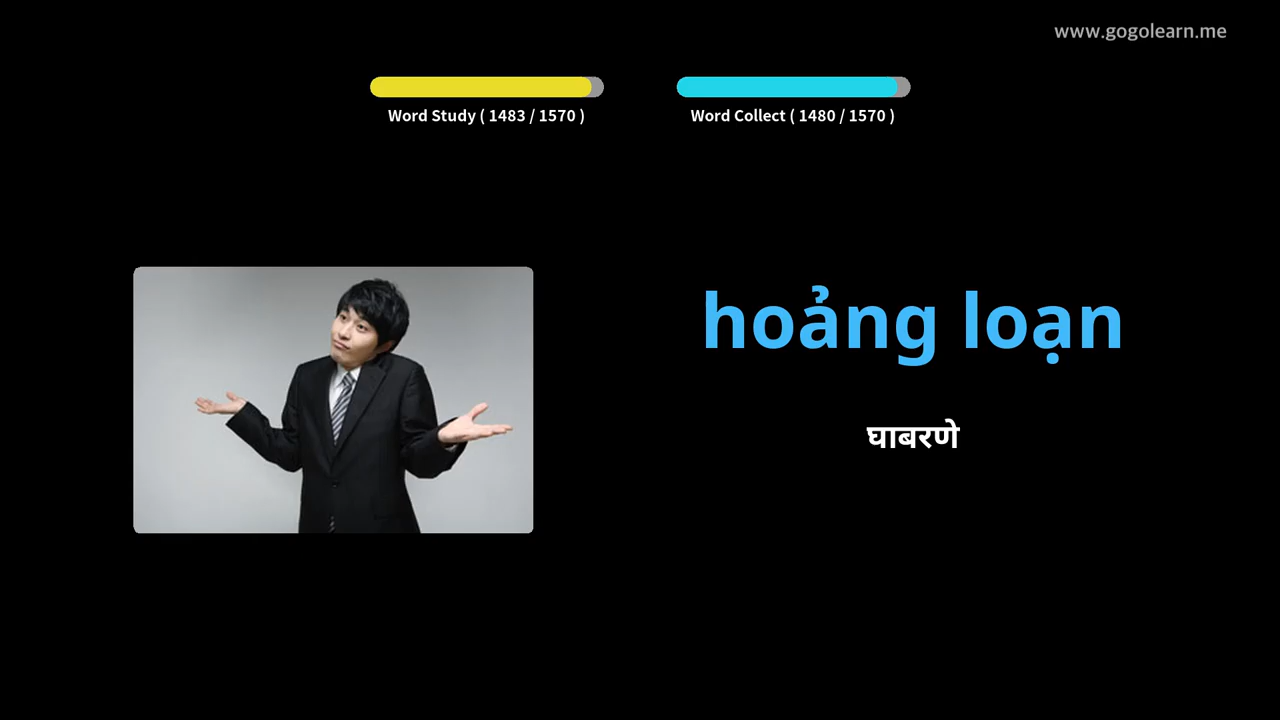 www.gogolearn.me
Word Study ( 1483 / 1570 )
Word Collect ( 1480 / 1570 )
hoảng loạn
घाबरणे